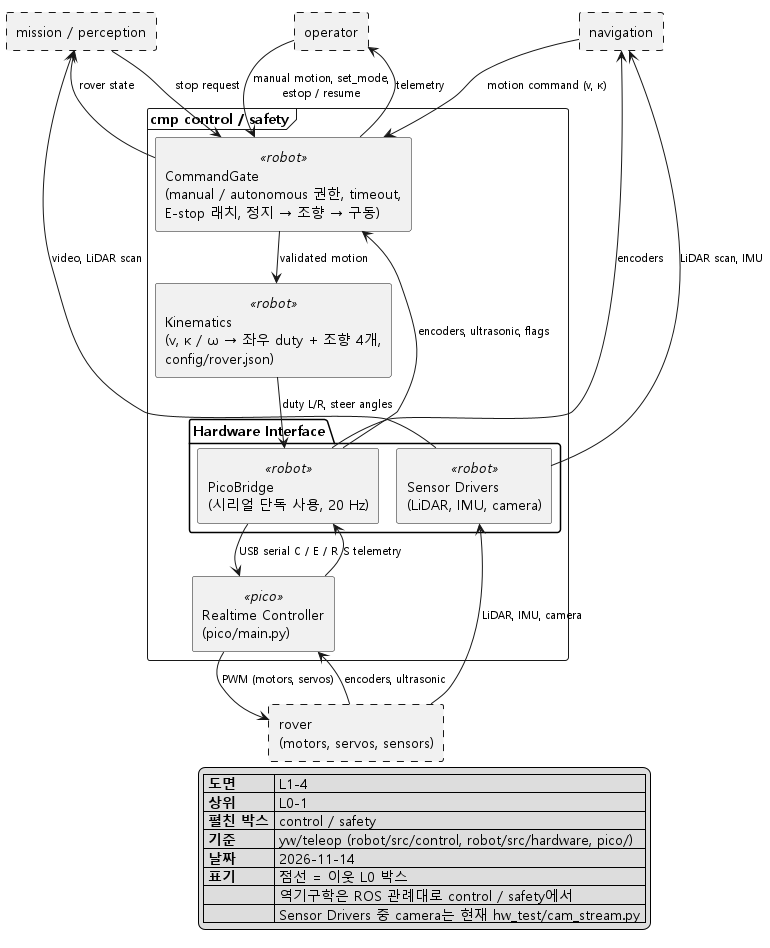 mission / perception
operator
navigation
rover state
stop request
manual motion, set_mode,
estop / resume
telemetry
motion command (v, κ)
cmp control / safety
«robot»
CommandGate
(manual / autonomous 권한, timeout,
E-stop 래치, 정지 → 조향 → 구동)
video, LiDAR scan
validated motion
encoders
LiDAR scan, IMU
«robot»
Kinematics
(v, κ / ω → 좌우 duty + 조향 4개,
config/rover.json)
encoders, ultrasonic, flags
duty L/R, steer angles
Hardware Interface
«robot»
PicoBridge
(시리얼 단독 사용, 20 Hz)
«robot»
Sensor Drivers
(LiDAR, IMU, camera)
USB serial C / E / R
S telemetry
«pico»
Realtime Controller
(pico/main.py)
LiDAR, IMU, camera
PWM (motors, servos)
encoders, ultrasonic
rover
(motors, servos, sensors)
도면 L1-4
상위 L0-1
펼친 박스 control / safety
기준 yw/teleop (robot/src/control, robot/src/hardware, pico/)
날짜 2026-11-14
표기 점선 = 이웃 L0 박스
역기구학은 ROS 관례대로 control / safety에서
Sensor Drivers 중 camera는 현재 hw_test/cam_stream.py